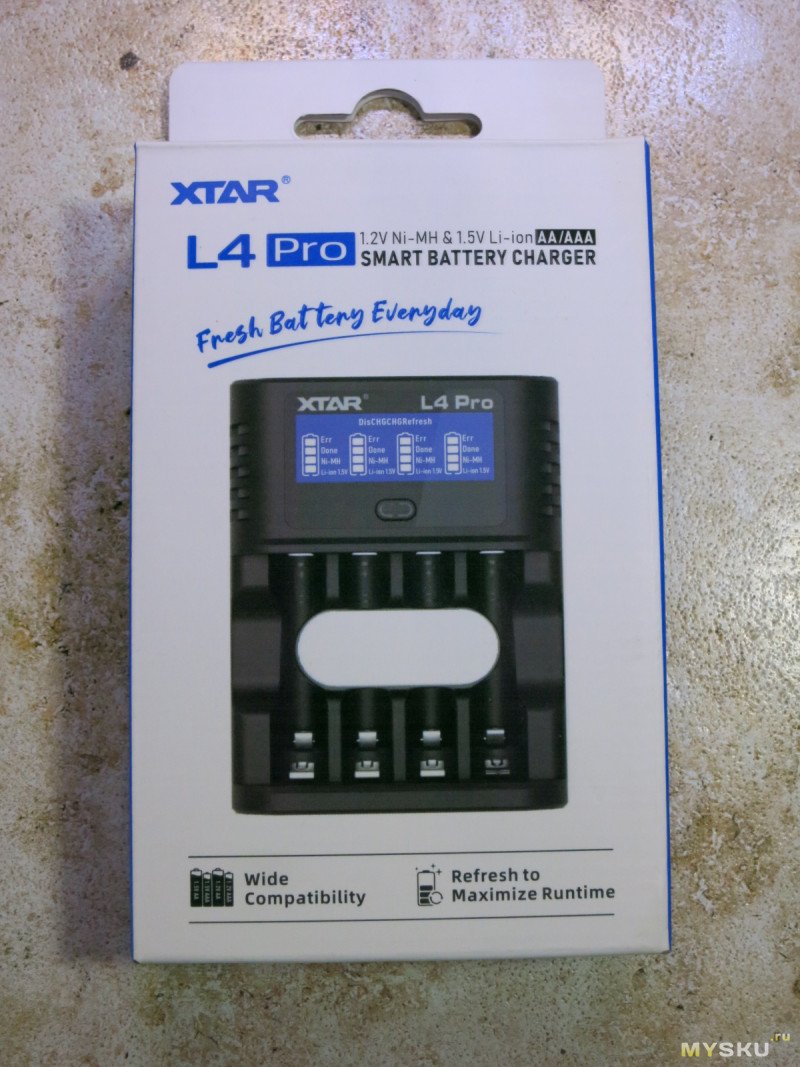 XTAR®
L4 Pro
1.2V Ni-MH & 1.5V Li-ion AA/AAA
SMART BATTERY CHARGER
Fresh Battery Everyday
XTAR® L4 Pro
DisCHGCHGRefresh
Err Err Err Err
Done Done Done Done
Ni-MH Ni-MH Ni-MH Ni-MH
Li-ion 1.5V Li-ion 1.5V Li-ion 1.5V Li-ion 1.5V
Wide
Compatibility
Refresh to
Maximize Runtime
MYSKU.ru